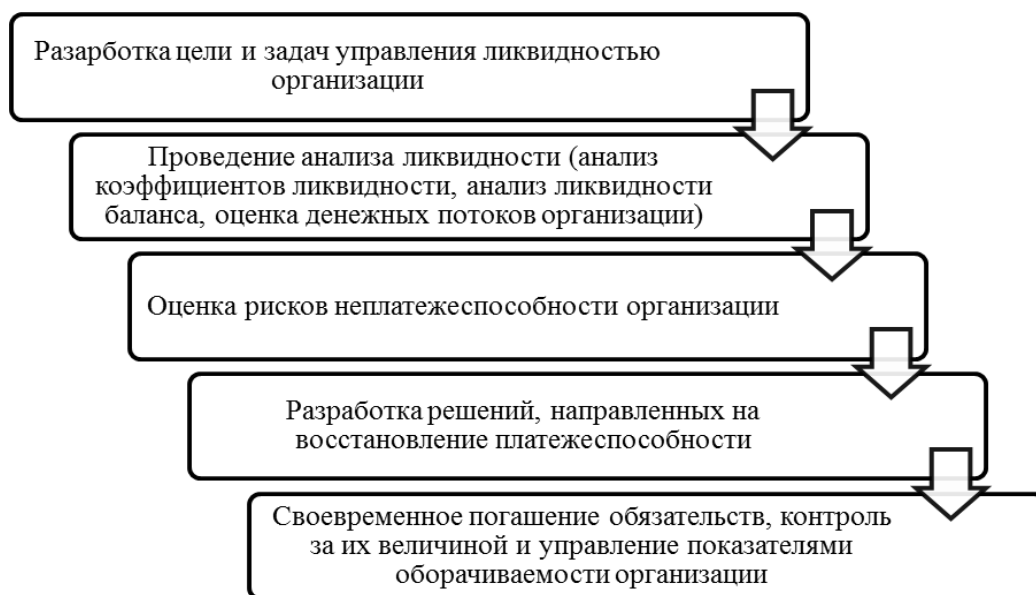 Разарботка цели и задач управления ликвидностью
организации
Проведение анализа ликвидности (анализ
коэффициентов ликвидности, анализ ликвидности
баланса, оценка денежных потоков организации)
Оценка рисков неплатежеспособности организации
Разработка решений, направленных на
восстановление платежеспособности
Своевременное погашение обязательств, контроль
за их величиной и управление показателями
оборачиваемости организации